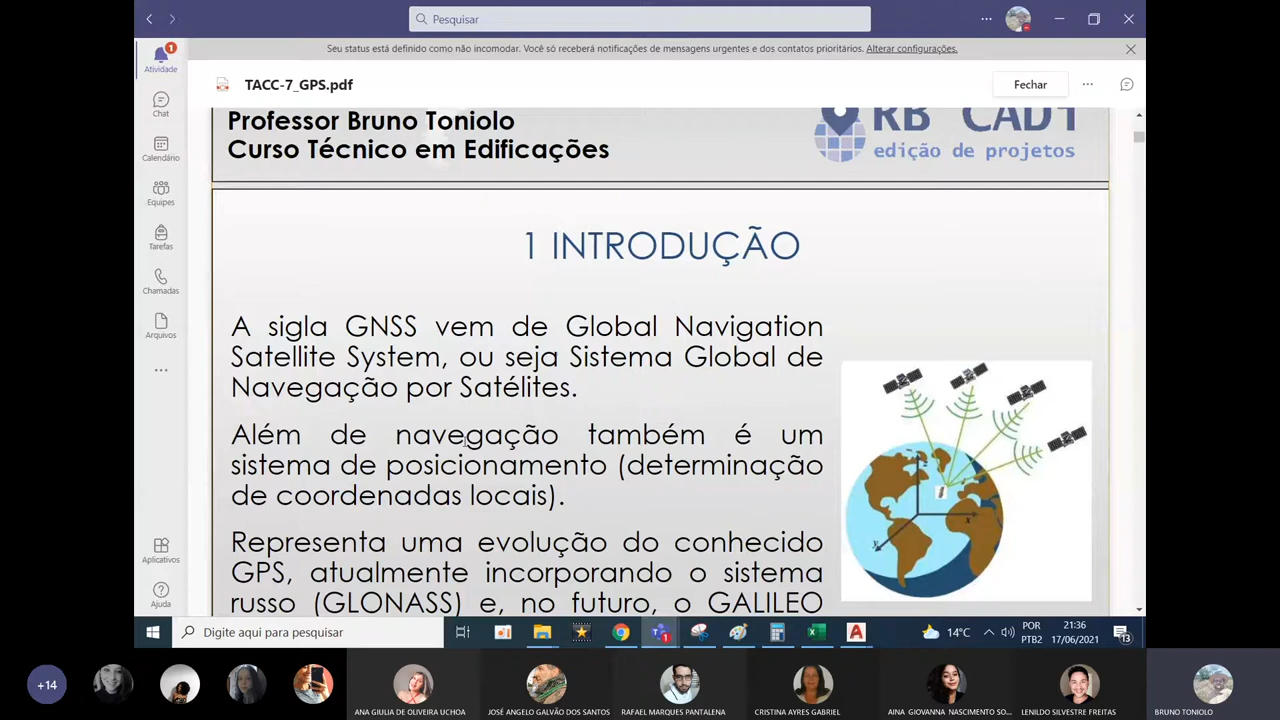 Pesquisar
Seu status está definido como não incomodar. Você só receberá notificações de mensagens urgentes e dos contatos prioritários. Alterar configurações.
1
Atividade
Chat
Calendário
Equipes
Tarefas
Chamadas
Arquivos
Aplicativos
Ajuda
TACC-7_GPS.pdf
Fechar
Professor Bruno Toniolo
Curso Técnico em Edificações
RB CAD1
edição de projetos
1 INTRODUÇÃO
A sigla GNSS vem de Global Navigation
Satellite System, ou seja Sistema Global de
Navegação por Satélites.
Além de navegação também é um
sistema de posicionamento (determinação
de coordenadas locais).
Representa uma evolução do conhecido
GPS, atualmente incorporando o sistema
russo (GLONASS) e, no futuro, o GALILEO
z
x
y
Digite aqui para pesquisar
1
14°C
POR
PTB2
21:36
17/06/2021
13
+14
ANA GIULIA DE OLIVEIRA UCHOA
JOSÉ ANGELO GALVÃO DOS SANTOS
RAFAEL MARQUES PANTALENA
CRISTINA AYRES GABRIEL
AINA GIOVANNA NASCIMENTO SO...
LENILDO SILVESTRE FREITAS
BRUNO TONIOLO